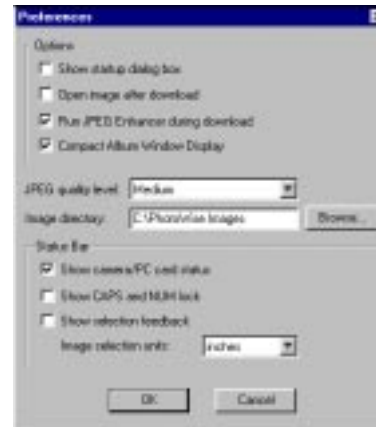 Preferences
Options
Show startup dialog box
Open image after download
Run JPEG Enhancer during download
Compact Album Window Display
JPEG quality level: Medium
Image directory: C:\PhotoWise Images Browse...
Status Bar
Show camera/PC card status
Show CAPS and NUM lock
Show selection feedback
Image selection units: inches
OK Cancel